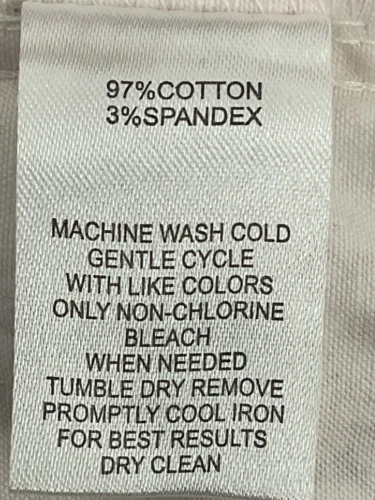 97%COTTON
3%SPANDEX
MACHINE WASH COLD
GENTLE CYCLE
WITH LIKE COLORS
ONLY NON-CHLORINE
BLEACH
WHEN NEEDED
TUMBLE DRY REMOVE
PROMPTLY COOL IRON
FOR BEST RESULTS
DRY CLEAN